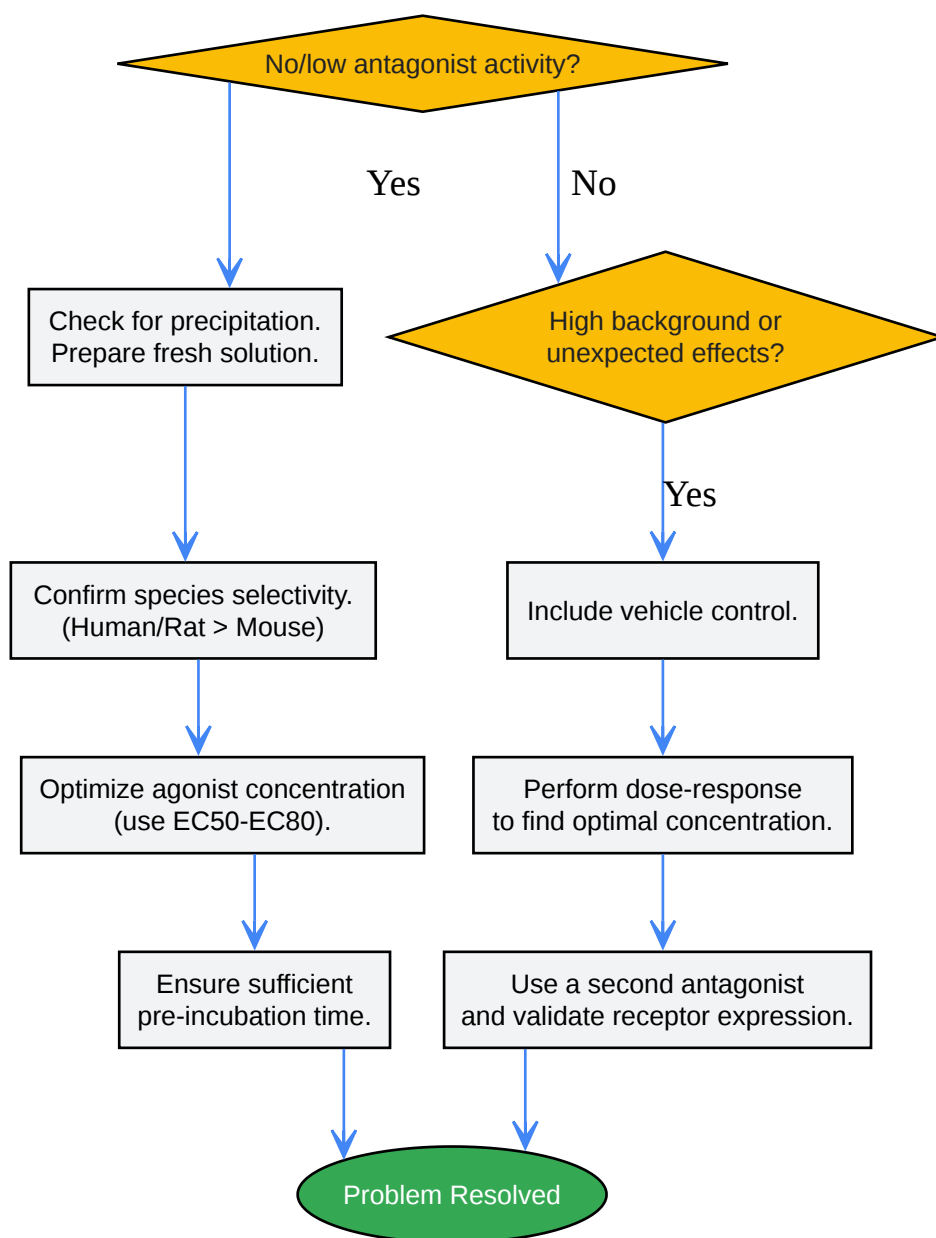 No/low antagonist activity?
Yes
No
Check for precipitation.
Prepare fresh solution.
High background or
unexpected effects?
Yes
Confirm species selectivity.
(Human/Rat > Mouse)
Include vehicle control.
Optimize agonist concentration
(use EC50-EC80).
Perform dose-response
to find optimal concentration.
Ensure sufficient
pre-incubation time.
Use a second antagonist
and validate receptor expression.
Problem Resolved